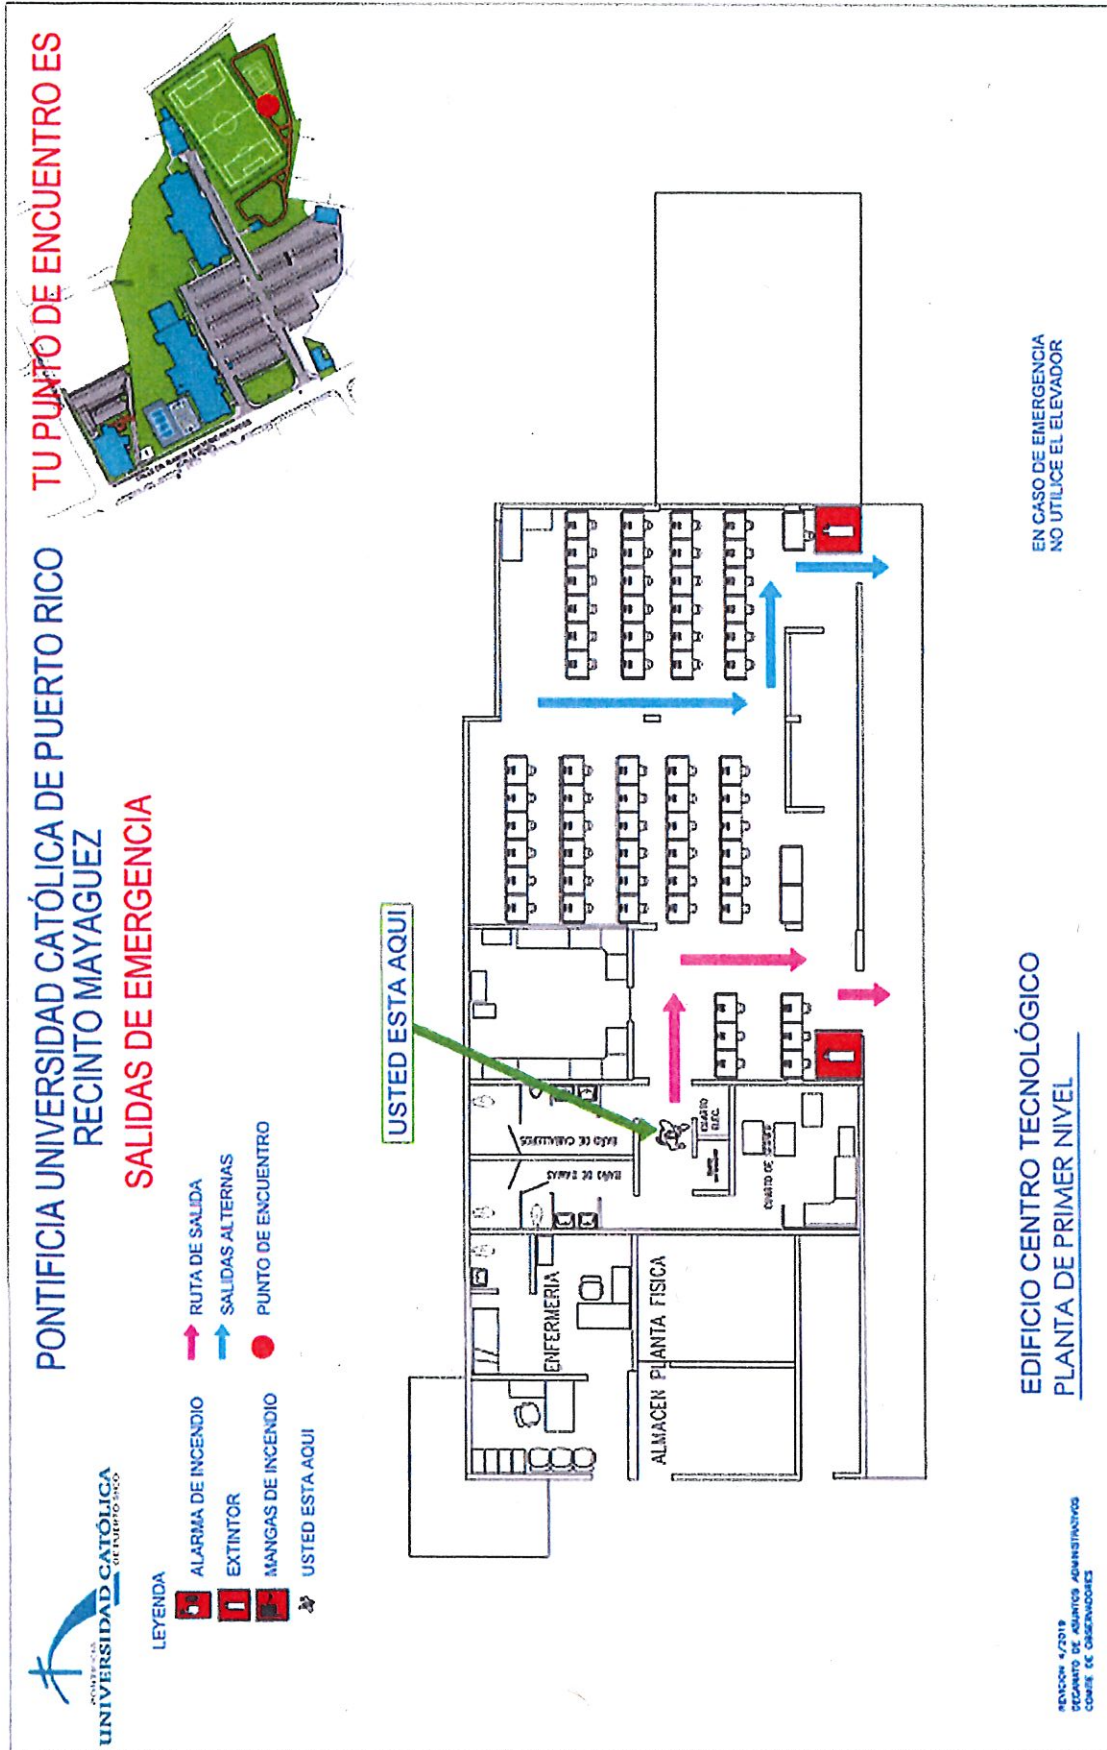 PONTIFICIA
UNIVERSIDAD CATÓLICA
DE PUERTO RICO
PONTIFICIA UNIVERSIDAD CATÓLICA DE PUERTO RICO
RECINTO MAYAGUEZ
SALIDAS DE EMERGENCIA
TU PUNTO DE ENCUENTRO ES
LEYENDA
ALARMA DE INCENDIO
EXTINTOR
MANGAS DE INCENDIO
USTED ESTA AQUI
RUTA DE SALIDA
SALIDAS ALTERNAS
PUNTO DE ENCUENTRO
USTED ESTA AQUI
BAÑO DE DAMAS
BAÑO DE CABALLEROS
ENFERMERIA
ALMACEN PLANTA FISICA
CUARTO
ELEC.
EDIFICIO CENTRO TECNOLÓGICO
PLANTA DE PRIMER NIVEL
EN CASO DE EMERGENCIA
NO UTILICE EL ELEVADOR
REVISION 4/2019
DECANATO DE ASUNTOS ADMINISTRATIVOS
COMITE DE OBSERVADORES